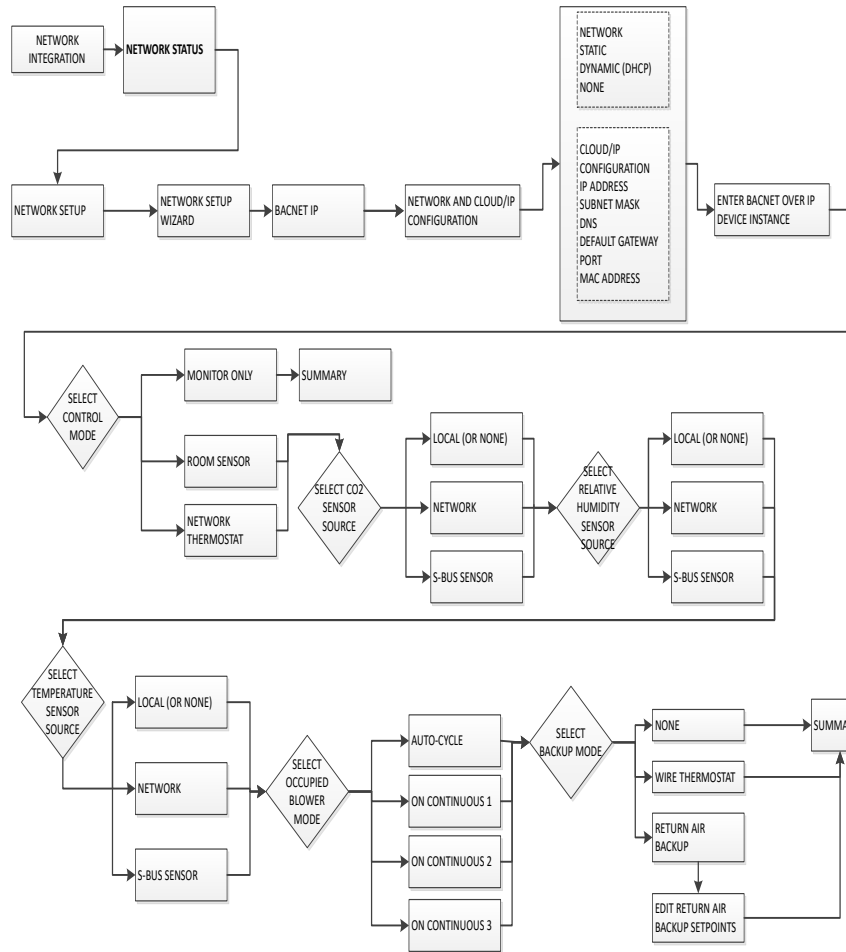 NETWORK
INTEGRATION
NETWORK STATUS
NETWORK
STATIC
DYNAMIC (DHCP)
NONE
CLOUD/IP
CONFIGURATION
IP ADDRESS
SUBNET MASK
DNS
DEFAULT GATEWAY
PORT
MAC ADDRESS
NETWORK SETUP
NETWORK SETUP
WIZARD
BACNET IP
NETWORK AND CLOUD/IP
CONFIGURATION
ENTER BACNET OVER IP
DEVICE INSTANCE
SELECT
CONTROL
MODE
MONITOR ONLY
SUMMARY
ROOM SENSOR
NETWORK
THERMOSTAT
SELECT CO2
SENSOR
SOURCE
LOCAL (OR NONE)
NETWORK
S-BUS SENSOR
SELECT
RELATIVE
HUMIDITY
SENSOR
SOURCE
LOCAL (OR NONE)
NETWORK
S-BUS SENSOR
SELECT
TEMPERATURE
SENSOR
SOURCE
LOCAL (OR NONE)
NETWORK
S-BUS SENSOR
SELECT
OCCUPIED
BLOWER
MODE
AUTO-CYCLE
ON CONTINUOUS 1
ON CONTINUOUS 2
ON CONTINUOUS 3
SELECT
BACKUP MODE
NONE
WIRE THERMOSTAT
RETURN AIR
BACKUP
EDIT RETURN AIR
BACKUP SETPOINTS
SUMMA